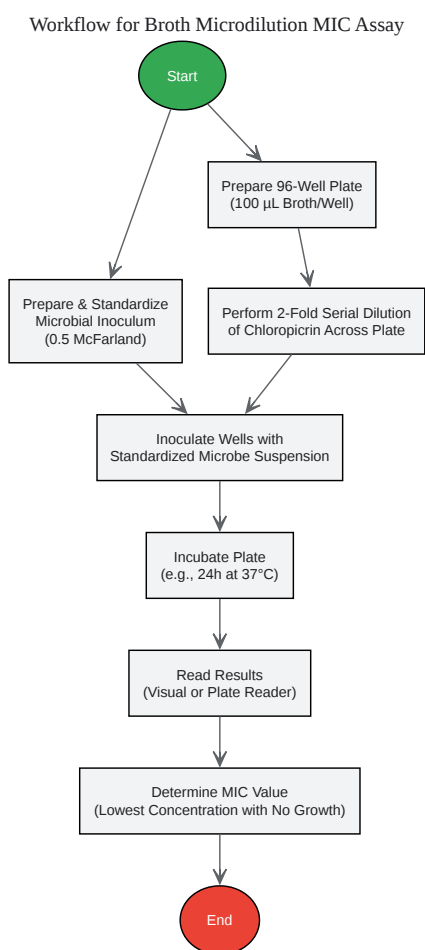 Workflow for Broth Microdilution MIC Assay
Start
Prepare 96-Well Plate
(100 µL Broth/Well)
Prepare & Standardize
Microbial Inoculum
(0.5 McFarland)
Perform 2-Fold Serial Dilution
of Chloropicrin Across Plate
Inoculate Wells with
Standardized Microbe Suspension
Incubate Plate
(e.g., 24h at 37°C)
Read Results
(Visual or Plate Reader)
Determine MIC Value
(Lowest Concentration with No Growth)
End